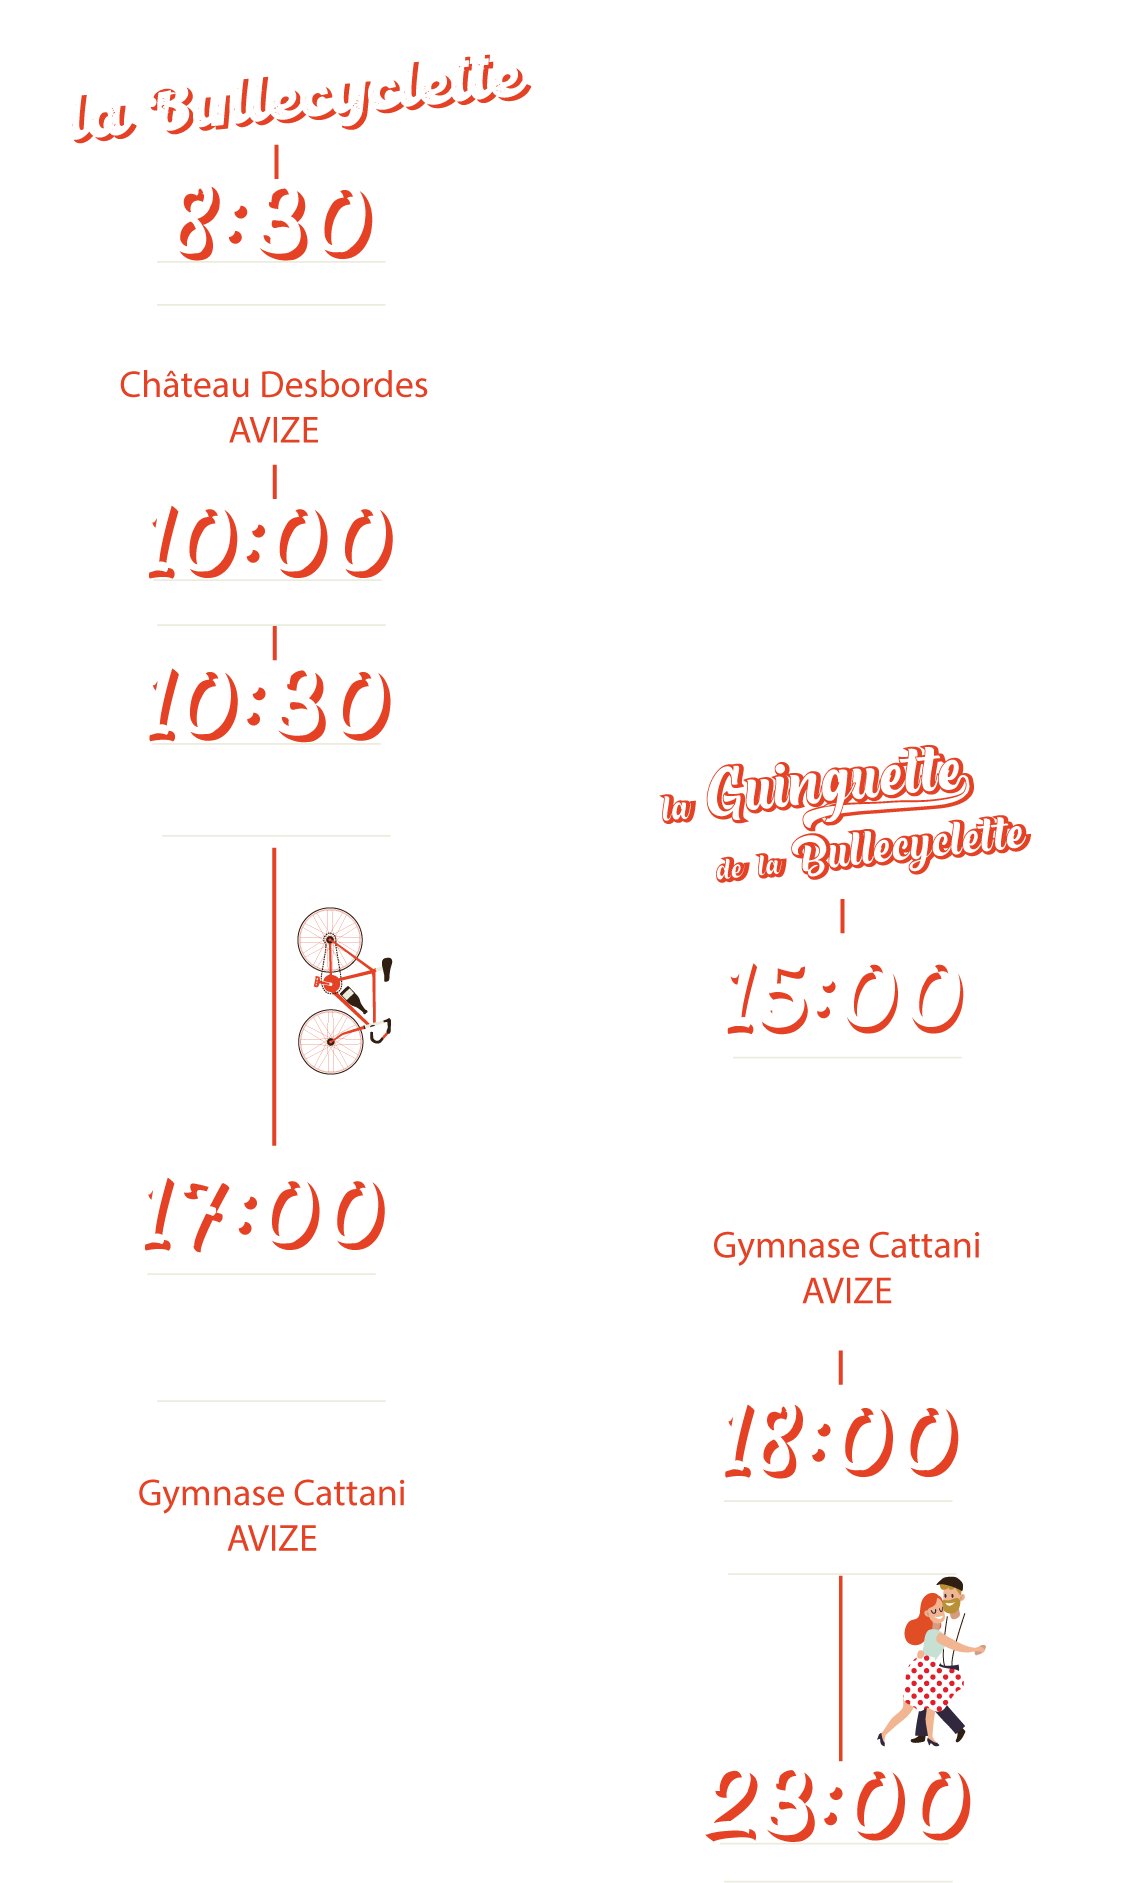 la Bullecyclette
8:30
Château Desbordes
AVIZE
10:00
10:30
17:00
Gymnase Cattani
AVIZE
la Guinguette
de la Bullecyclette
15:00
Gymnase Cattani
AVIZE
18:00
23:00